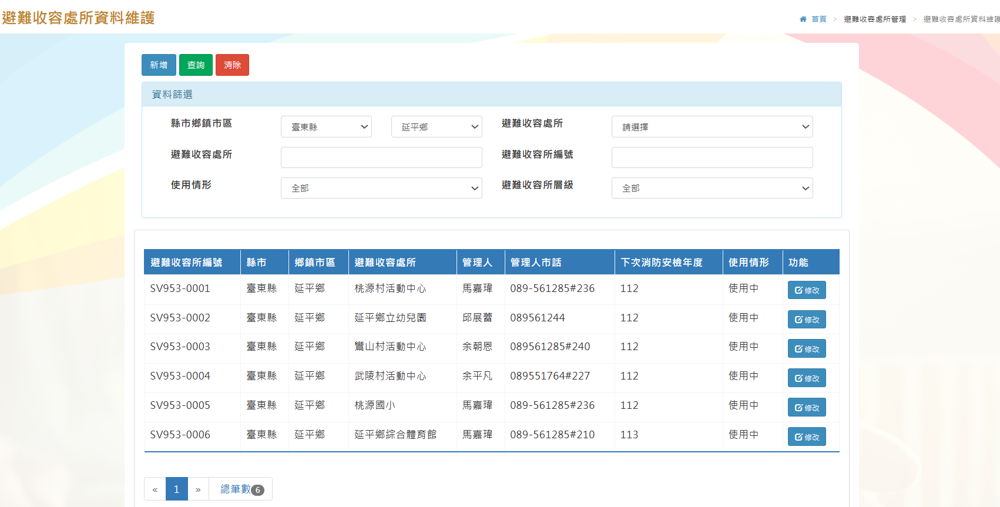 避難收容處所資料維護
首頁 > 避難收容處所管理 > 避難收容處所資料維護
新增 查詢 清除
資料篩選
縣市鄉鎮市區 臺東縣 延平鄉 避難收容處所 請選擇
避難收容處所 避難收容所編號
使用情形 全部 避難收容所層級 全部
避難收容所編號 縣市 鄉鎮市區 避難收容處所 管理人 管理人市話 下次消防安檢年度 使用情形 功能
SV953-0001 臺東縣 延平鄉 桃源村活動中心 馬嘉瑋 089-561285#236 112 使用中 修改
SV953-0002 臺東縣 延平鄉 延平鄉立幼兒園 邱展蕾 089561244 112 使用中 修改
SV953-0003 臺東縣 延平鄉 鸞山村活動中心 余朝恩 089561285#240 112 使用中 修改
SV953-0004 臺東縣 延平鄉 武陵村活動中心 余平凡 089551764#227 112 使用中 修改
SV953-0005 臺東縣 延平鄉 桃源國小 馬嘉瑋 089-561285#236 112 使用中 修改
SV953-0006 臺東縣 延平鄉 延平鄉綜合體育館 馬嘉瑋 089-561285#210 113 使用中 修改
« 1 » 總筆數 6